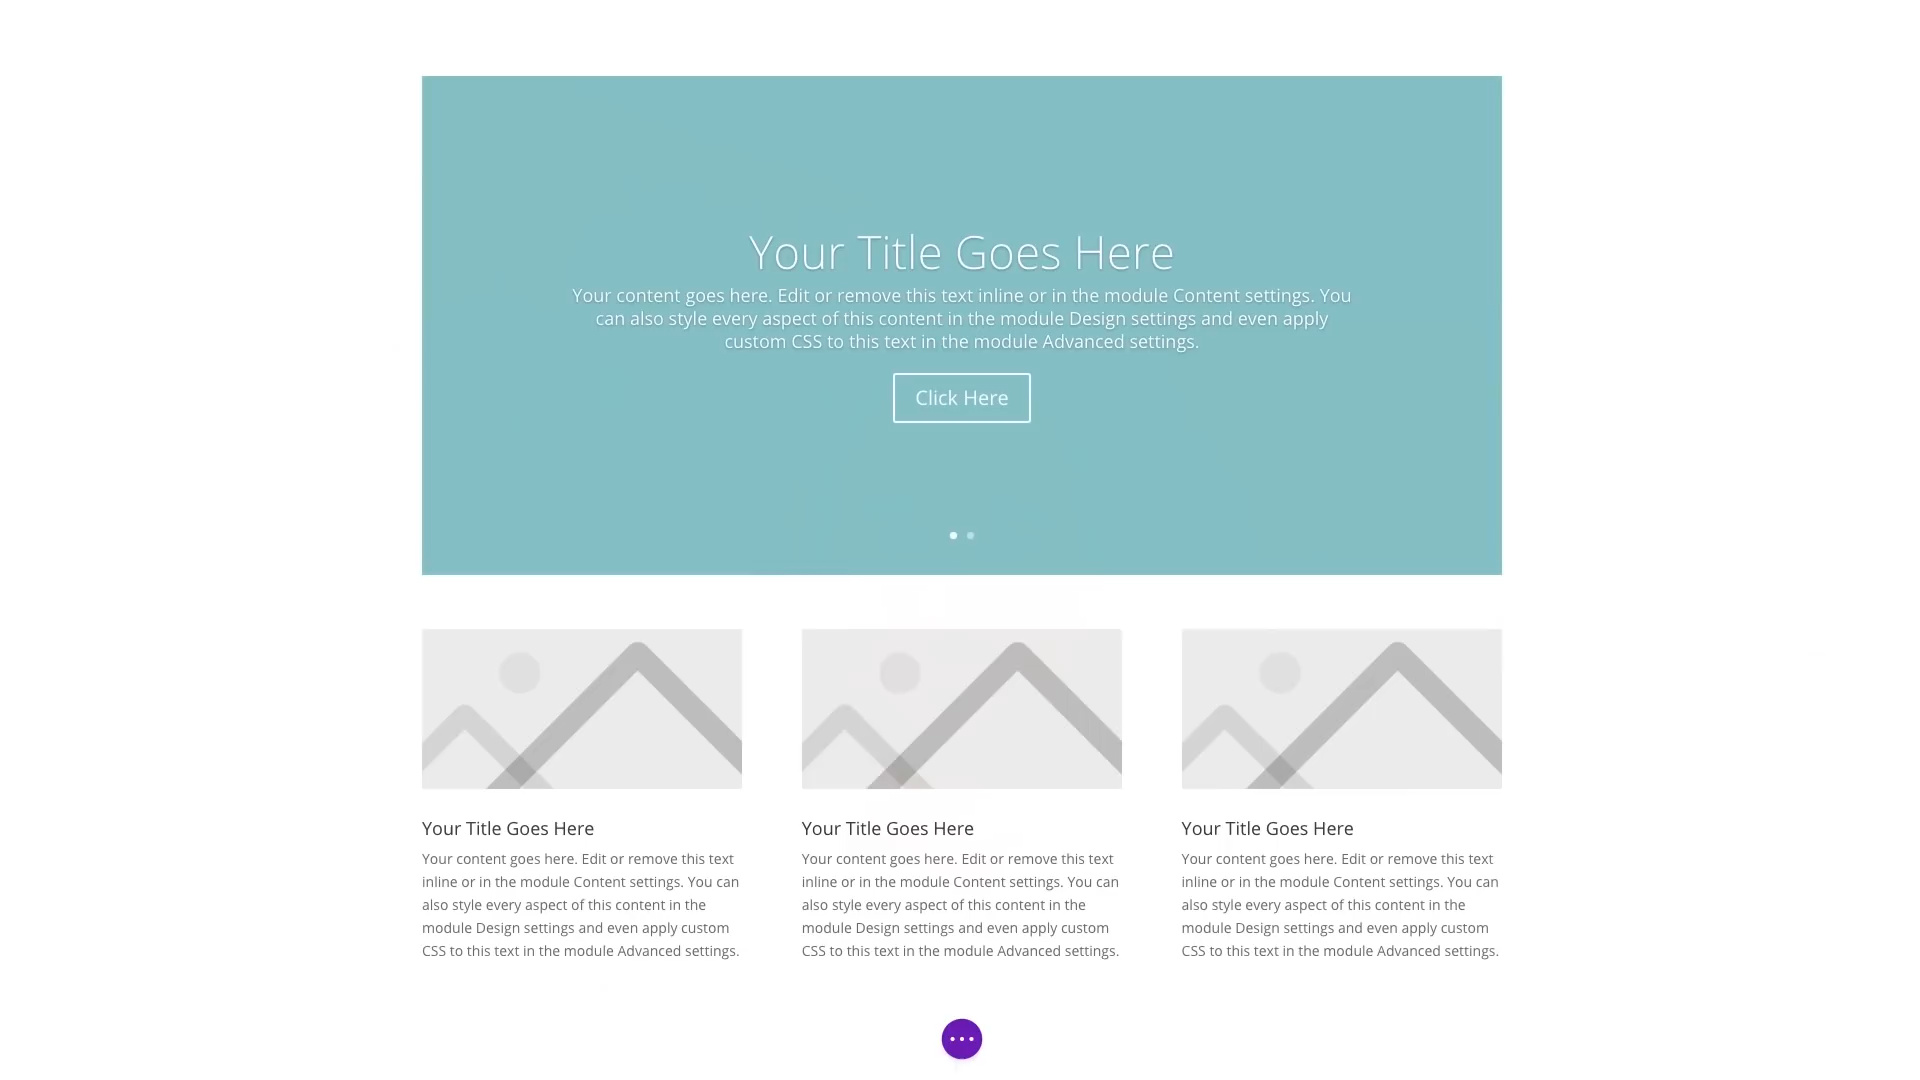 Your Title Goes Here
Your content goes here. Edit or remove this text inline or in the module Content settings. You
can also style every aspect of this content in the module Design settings and even apply
custom CSS to this text in the module Advanced settings.
Click Here
Your Title Goes Here
Your content goes here. Edit or remove this text
inline or in the module Content settings. You can
also style every aspect of this content in the
module Design settings and even apply custom
CSS to this text in the module Advanced settings.
Your Title Goes Here
Your content goes here. Edit or remove this text
inline or in the module Content settings. You can
also style every aspect of this content in the
module Design settings and even apply custom
CSS to this text in the module Advanced settings.
Your Title Goes Here
Your content goes here. Edit or remove this text
inline or in the module Content settings. You can
also style every aspect of this content in the
module Design settings and even apply custom
CSS to this text in the module Advanced settings.